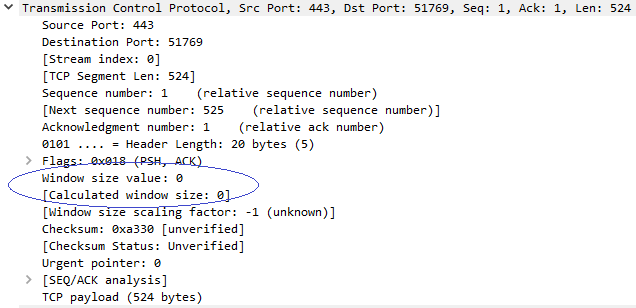 Transmission Control Protocol, Src Port: 443, Dst Port: 51769, Seq: 1, Ack: 1, Len: 524
Source Port: 443
Destination Port: 51769
[Stream index: 0]
[TCP Segment Len: 524]
Sequence number: 1    (relative sequence number)
[Next sequence number: 525    (relative sequence number)]
Acknowledgment number: 1    (relative ack number)
0101 .... = Header Length: 20 bytes (5)
Flags: 0x018 (PSH, ACK)
Window size value: 0
[Calculated window size: 0]
[Window size scaling factor: -1 (unknown)]
Checksum: 0xa330 [unverified]
[Checksum Status: Unverified]
Urgent pointer: 0
[SEQ/ACK analysis]
TCP payload (524 bytes)